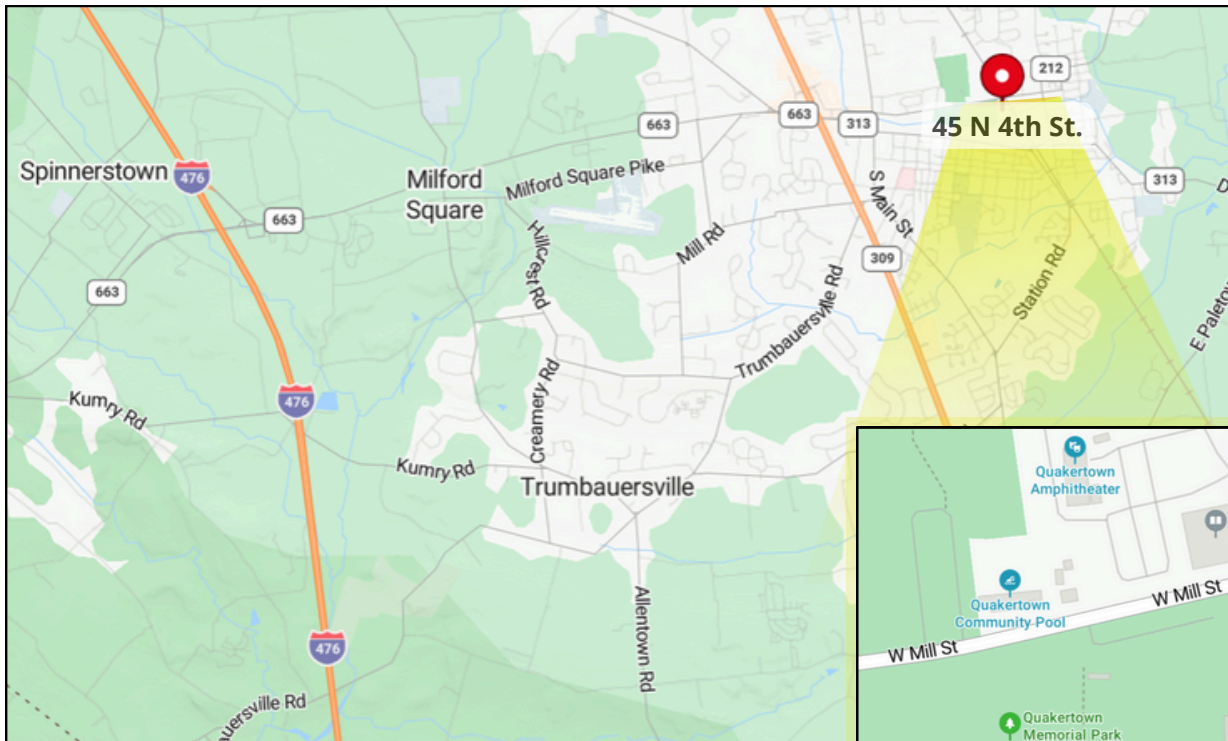 212
663
663
313
45 N 4th St.
Spinnerstown
476
Milford
Square
Milford Square Pike
S Main St
313
D
663
Hillcrest Rd
Mill Rd
309
663
Station Rd
Trumbauersville Rd
E Paletow
Creamery Rd
476
Kumry Rd
Kumry Rd
Trumbauersville
Allentown Rd
476
auersville Rd
Quakertown
Amphitheater
Quakertown
Community Pool
W Mill St
W Mill St
Quakertown
Memorial Park